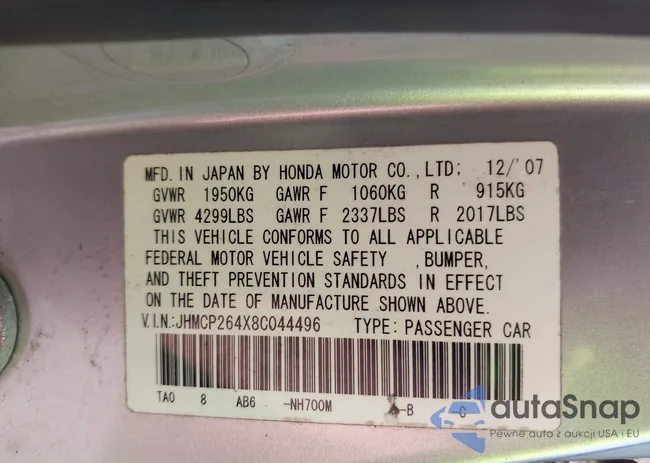 MFD. IN JAPAN BY HONDA MOTOR CO., LTD; 12/'07
GVWR 1950KG GAWR F 1060KG R 915KG
GVWR 4299LBS GAWR F 2337LBS R 2017LBS
THIS VEHICLE CONFORMS TO ALL APPLICABLE
FEDERAL MOTOR VEHICLE SAFETY ,BUMPER,
AND THEFT PREVENTION STANDARDS IN EFFECT
ON THE DATE OF MANUFACTURE SHOWN ABOVE.
V.I.N.:JHMCP264X8C044496 TYPE: PASSENGER CAR
TA0 8 AB6 -NH700M -B C
autaSnap
Pewne auta z aukcji USA i EU